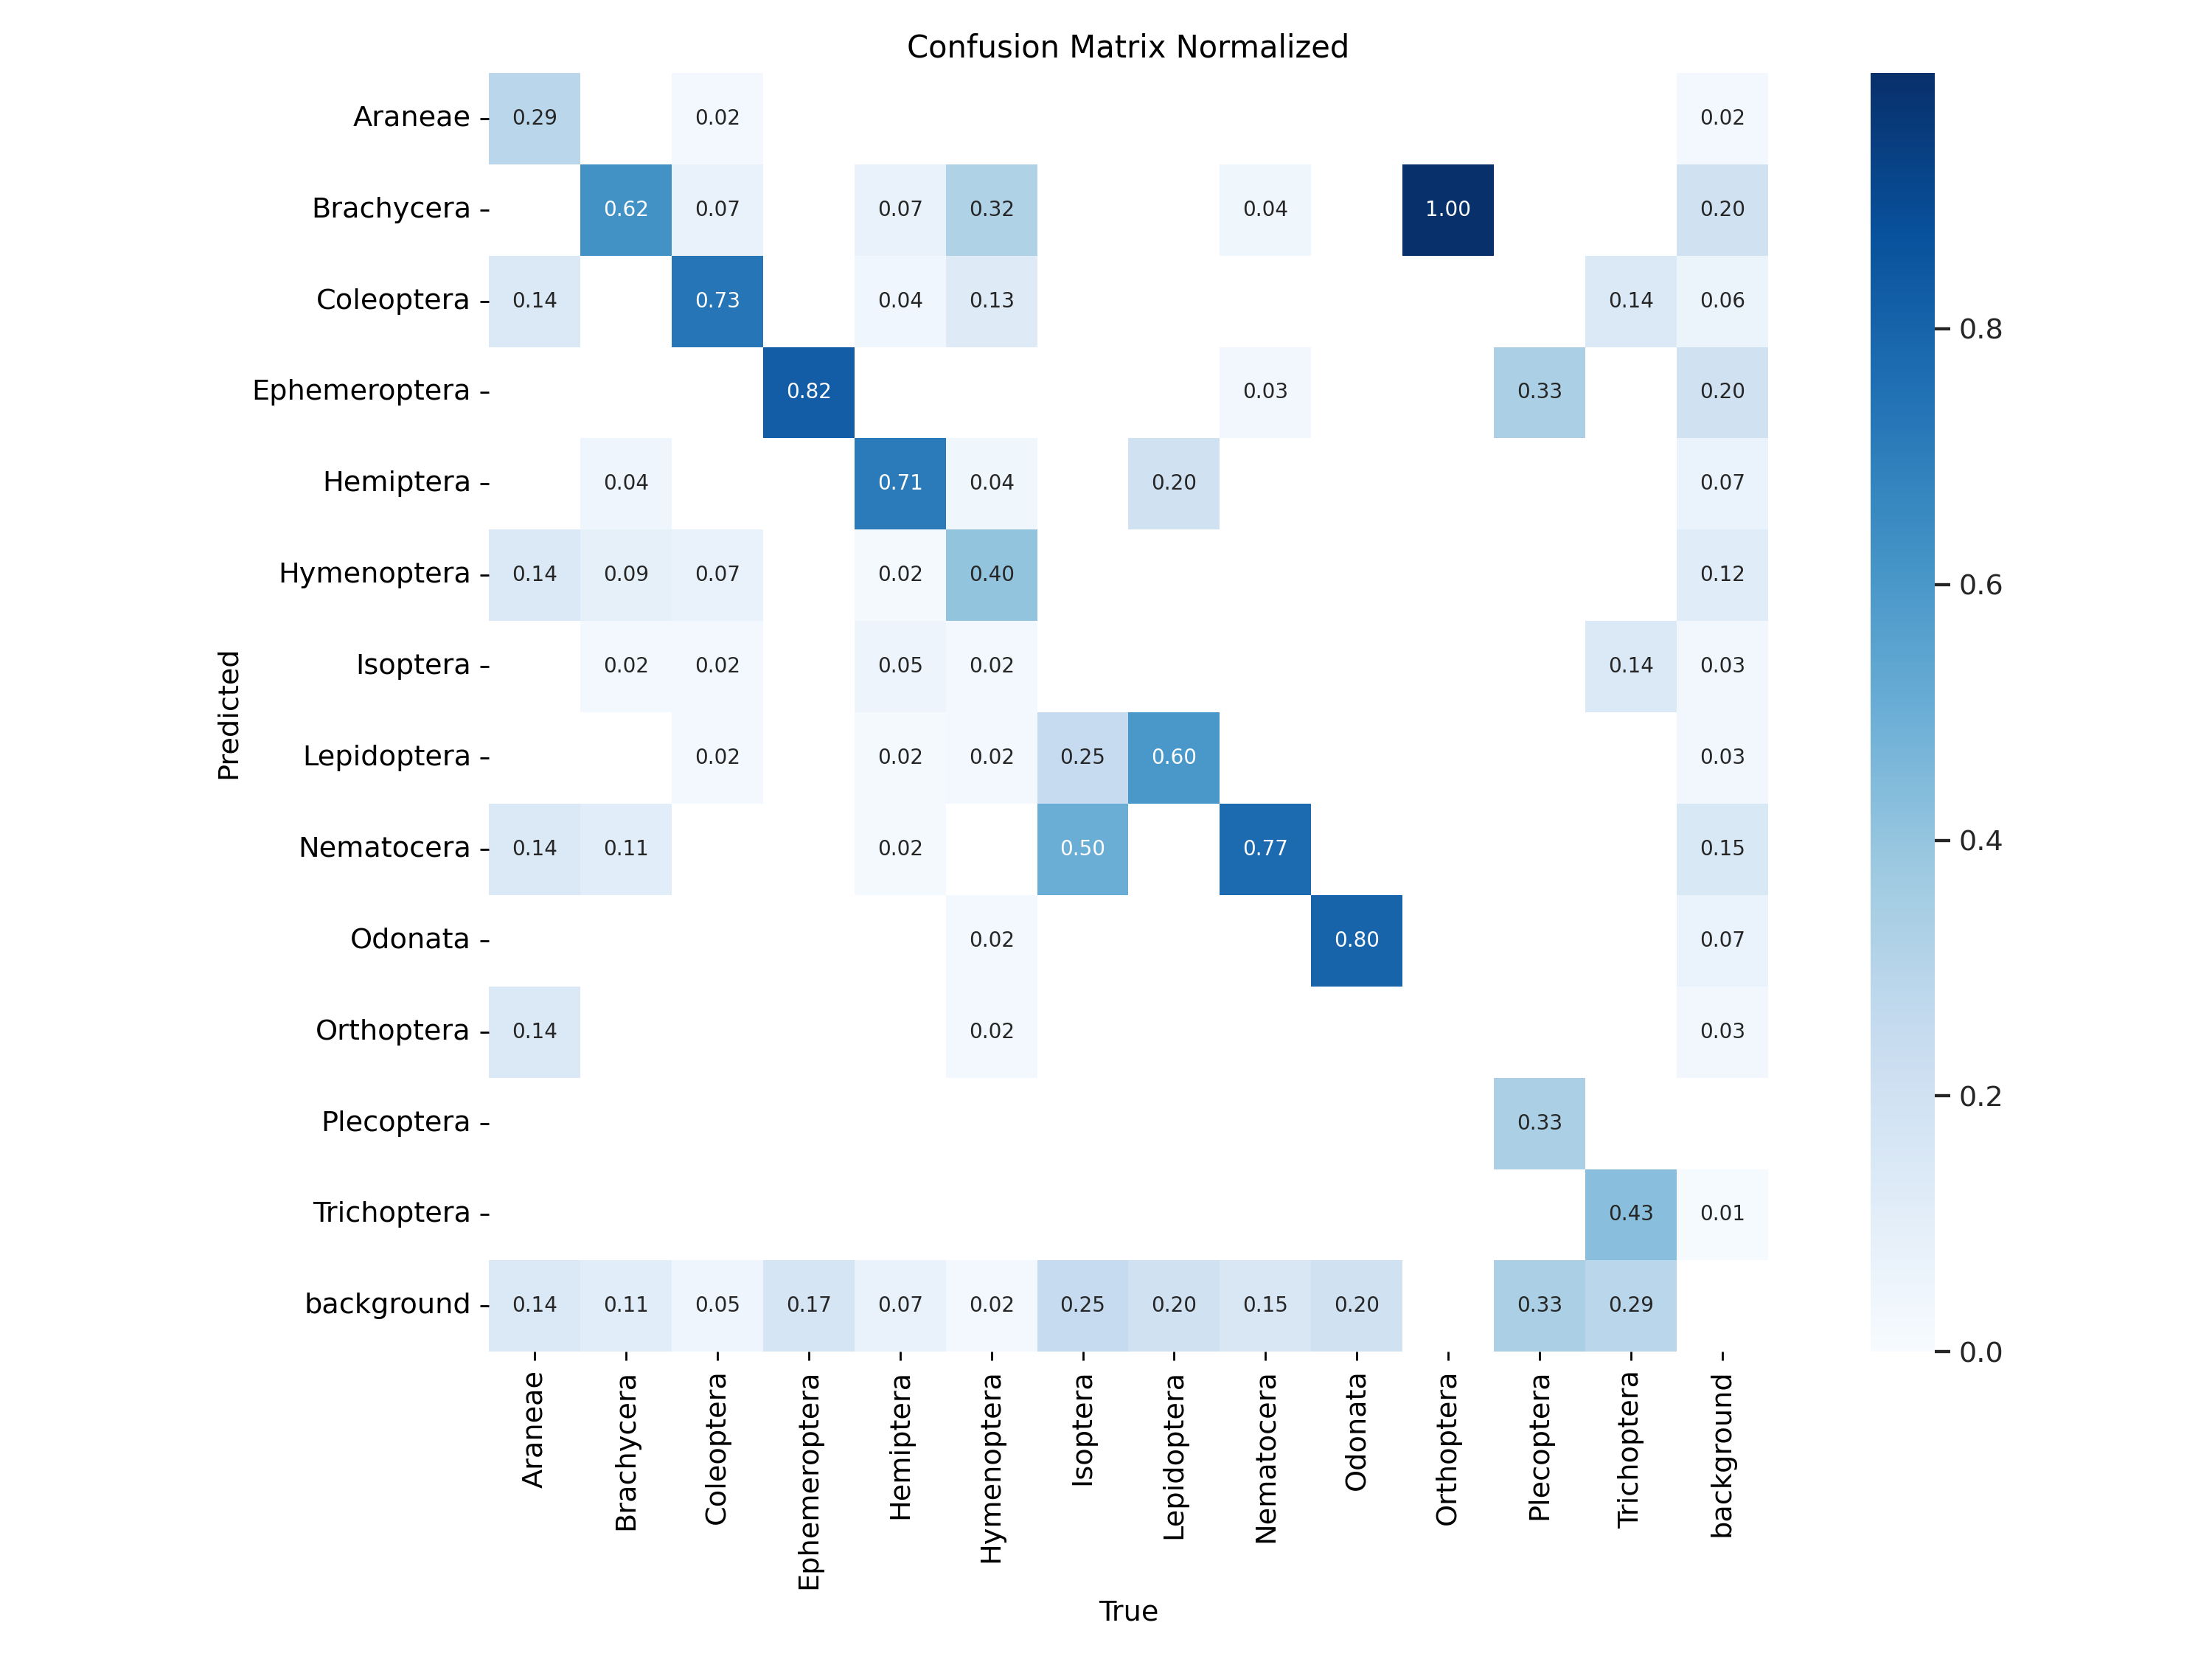 Confusion Matrix Normalized
Araneae 0.29 0.02 0.02
Brachycera 0.62 0.07 0.07 0.32 0.04 1.00 0.20
Coleoptera 0.14 0.73 0.04 0.13 0.14 0.06
0.8
Ephemeroptera 0.82 0.03 0.33 0.20
Hemiptera 0.04 0.71 0.04 0.20 0.07
Hymenoptera 0.14 0.09 0.07 0.02 0.40 0.12
0.6
Isoptera 0.02 0.02 0.05 0.02 0.14 0.03
Predicted
Lepidoptera 0.02 0.02 0.02 0.25 0.60 0.03
Nematocera 0.14 0.11 0.02 0.50 0.77 0.15
0.4
Odonata 0.02 0.80 0.07
Orthoptera 0.14 0.02 0.03
0.2
Plecoptera 0.33
Trichoptera 0.43 0.01
background 0.14 0.11 0.05 0.17 0.07 0.02 0.25 0.20 0.15 0.20 0.33 0.29
0.0
Araneae Brachycera Coleoptera Ephemeroptera Hemiptera Hymenoptera Isoptera Lepidoptera Nematocera Odonata Orthoptera Plecoptera Trichoptera background
True